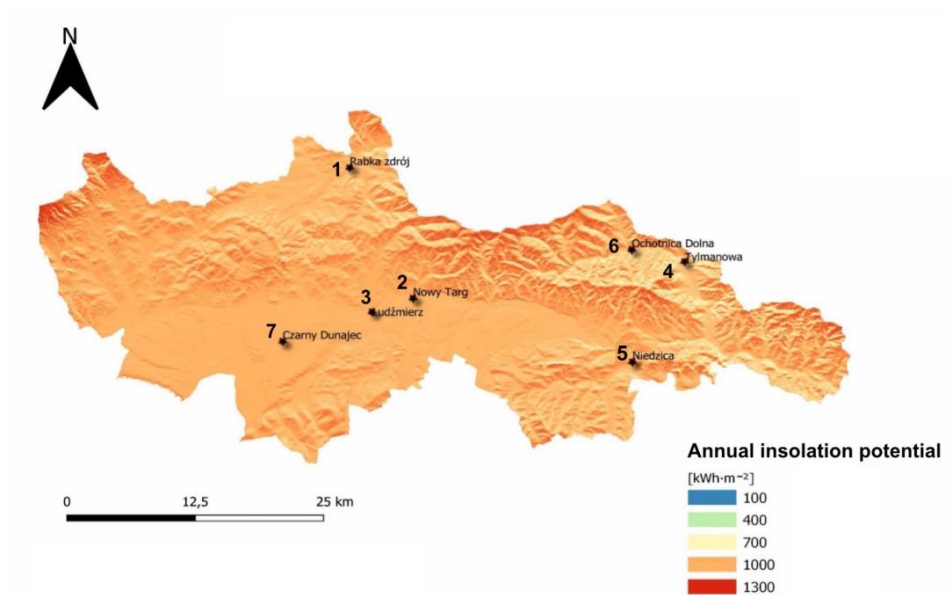 N
1 Rabka zdrój
6 Ochotnica Dolna
4 Tylmanowa
2 Nowy Targ
3 Łudźmierz
7 Czarny Dunajec
5 Niedzica
Annual insolation potential
[kWh·m⁻²]
100
400
700
1000
1300
0 12,5 25 km